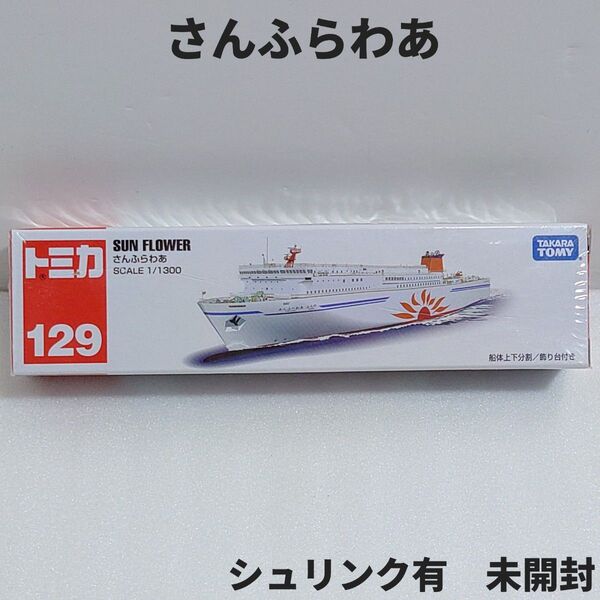 さんふらわあ
トミカ
129
SUN FLOWER
さんふらわあ
SCALE 1/1300
TAKARA
TOMY
船体上下分割/飾り台付き
シュリンク有 未開封